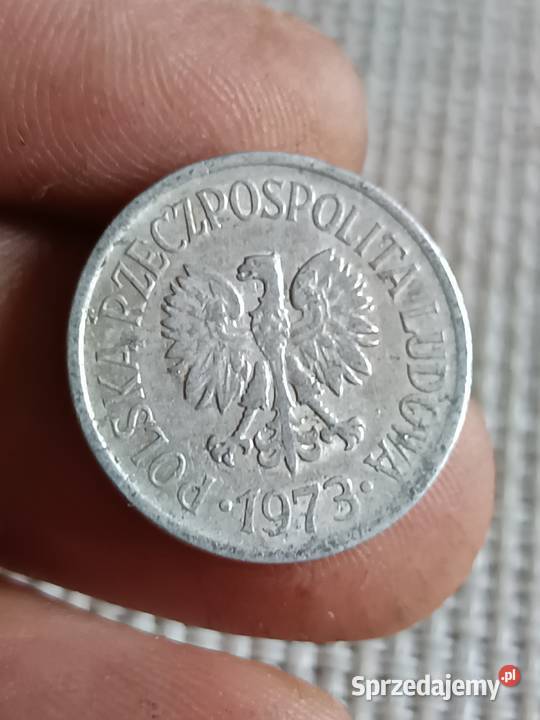 POLSKA RZECZPOSPOLITA LUDOWA
·1973·
Sprzedajemy.pl